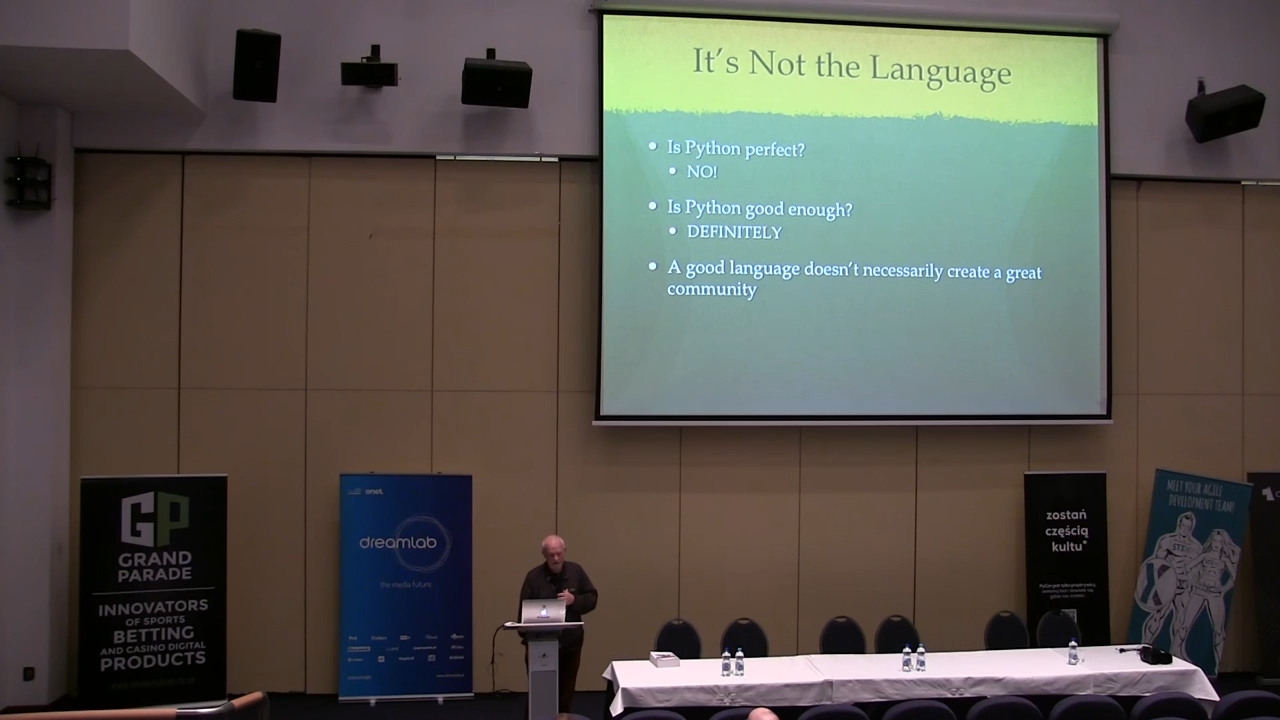 It's Not the Language
Is Python perfect?
NO!
Is Python good enough?
DEFINITELY
A good language doesn't necessarily create a great
community
GP
GRAND
PARADE
INNOVATORS
OF SPORTS
BETTING
AND CASINO DIGITAL
PRODUCTS
onet
dreamlab
the media future
zostań
częścią
kultu*
MEET YOUR AGILE
DEVELOPMENT TEAM!